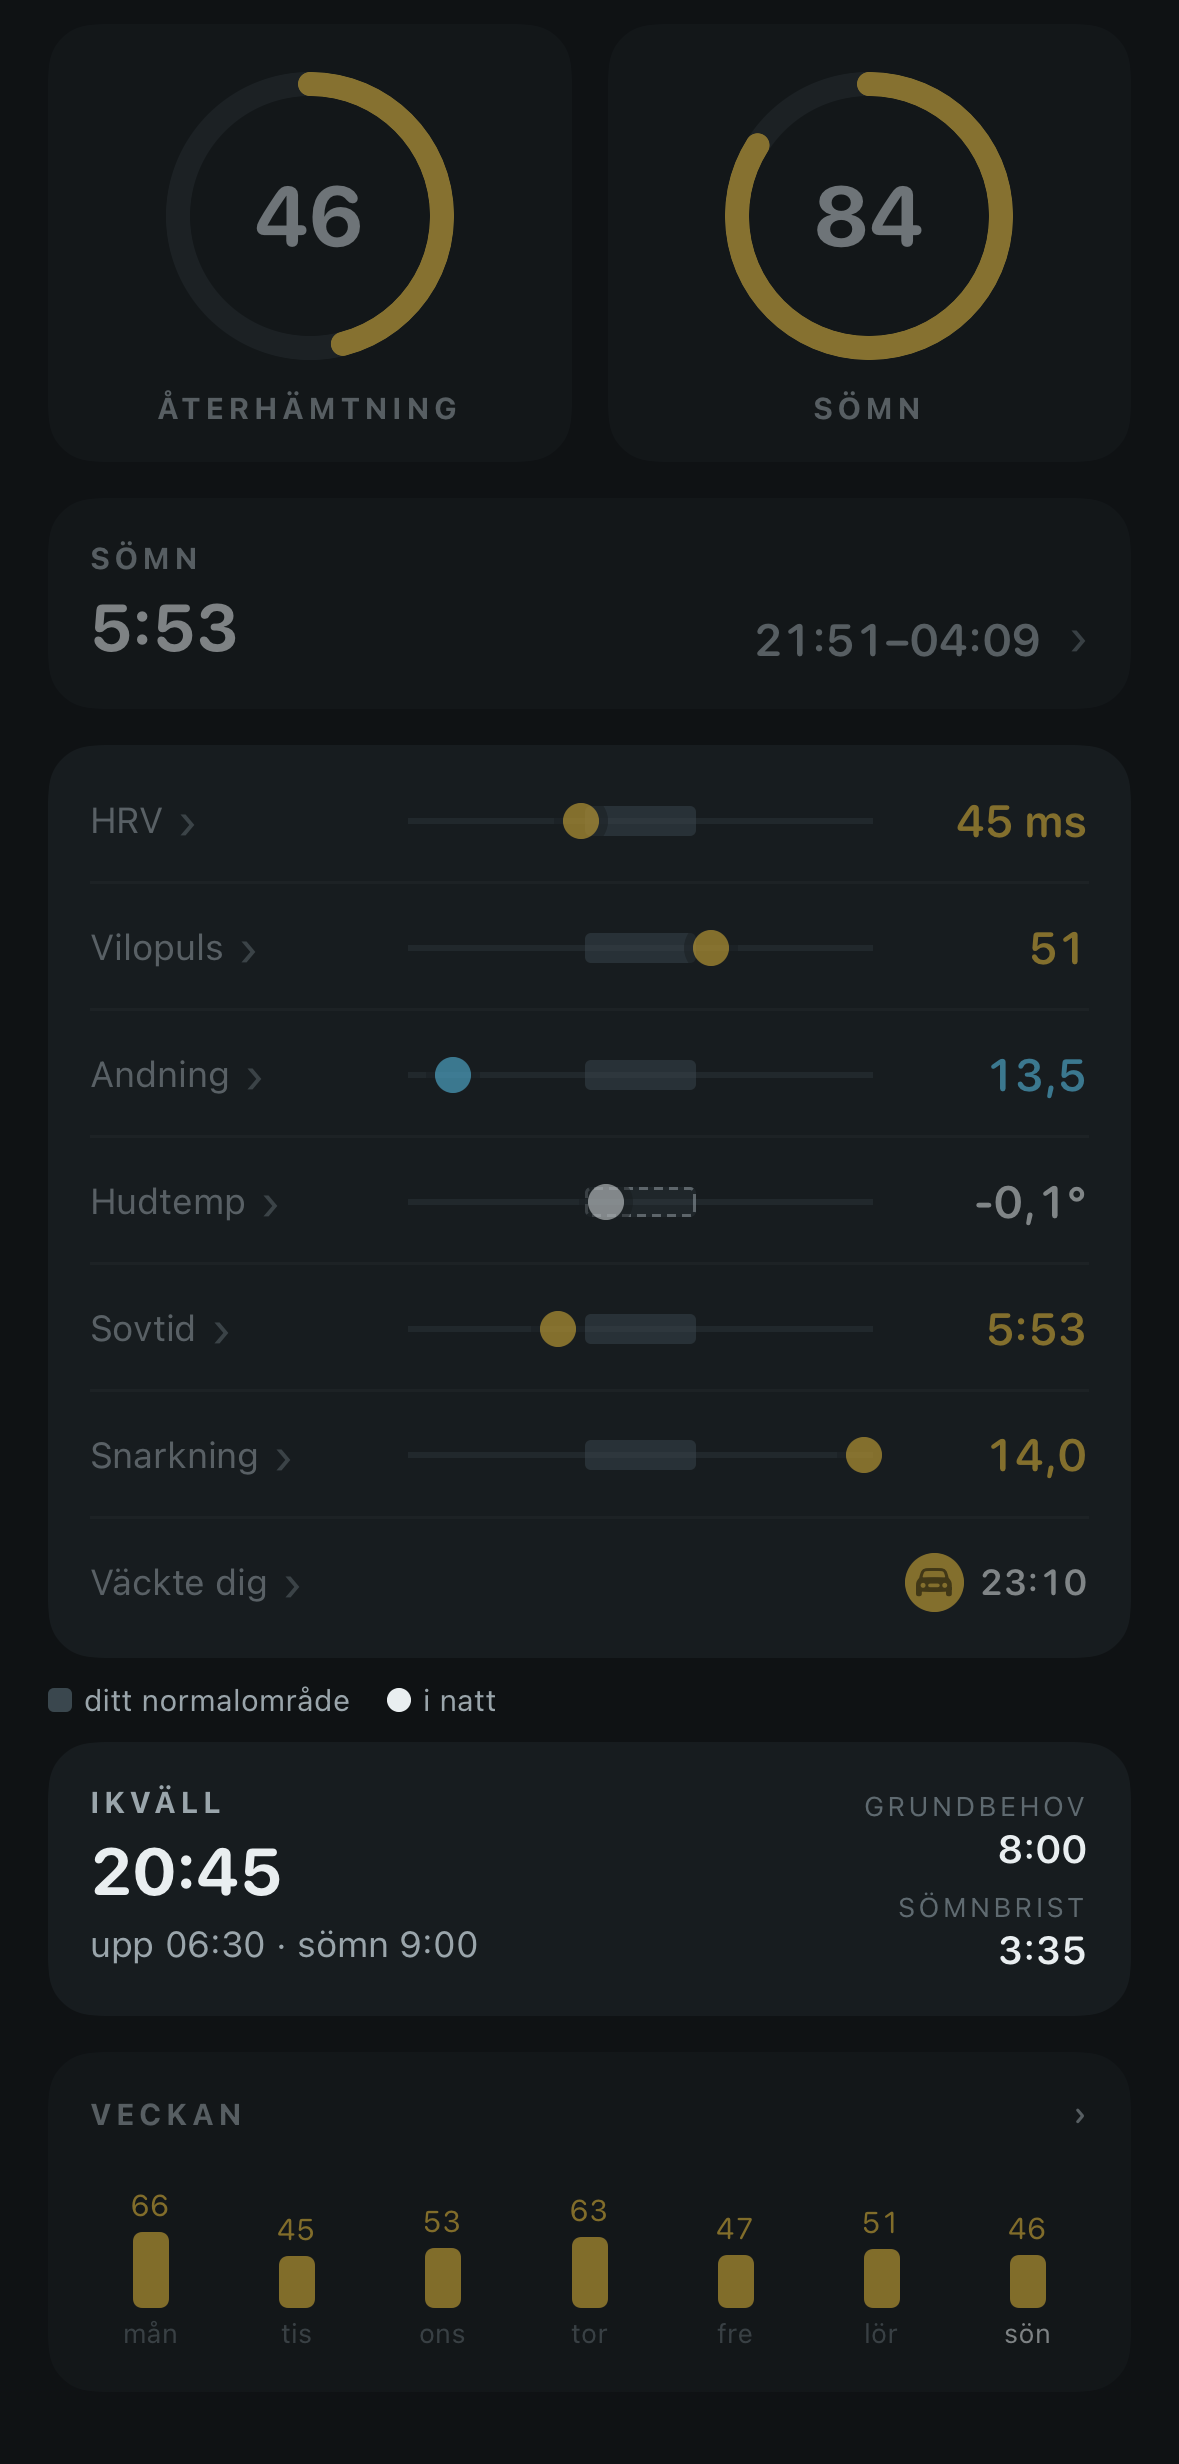 46
ÅTERHÄMTNING
84
SÖMN
SÖMN
5:53
21:51–04:09 ›
HRV › 45 ms
Vilopuls › 51
Andning › 13,5
Hudtemp › -0,1°
Sovtid › 5:53
Snarkning › 14,0
Väckte dig › 23:10
ditt normalområde i natt
IKVÄLL
20:45
upp 06:30 · sömn 9:00
GRUNDBEHOV
8:00
SÖMNBRIST
3:35
VECKAN ›
66 45 53 63 47 51 46
mån tis ons tor fre lör sön